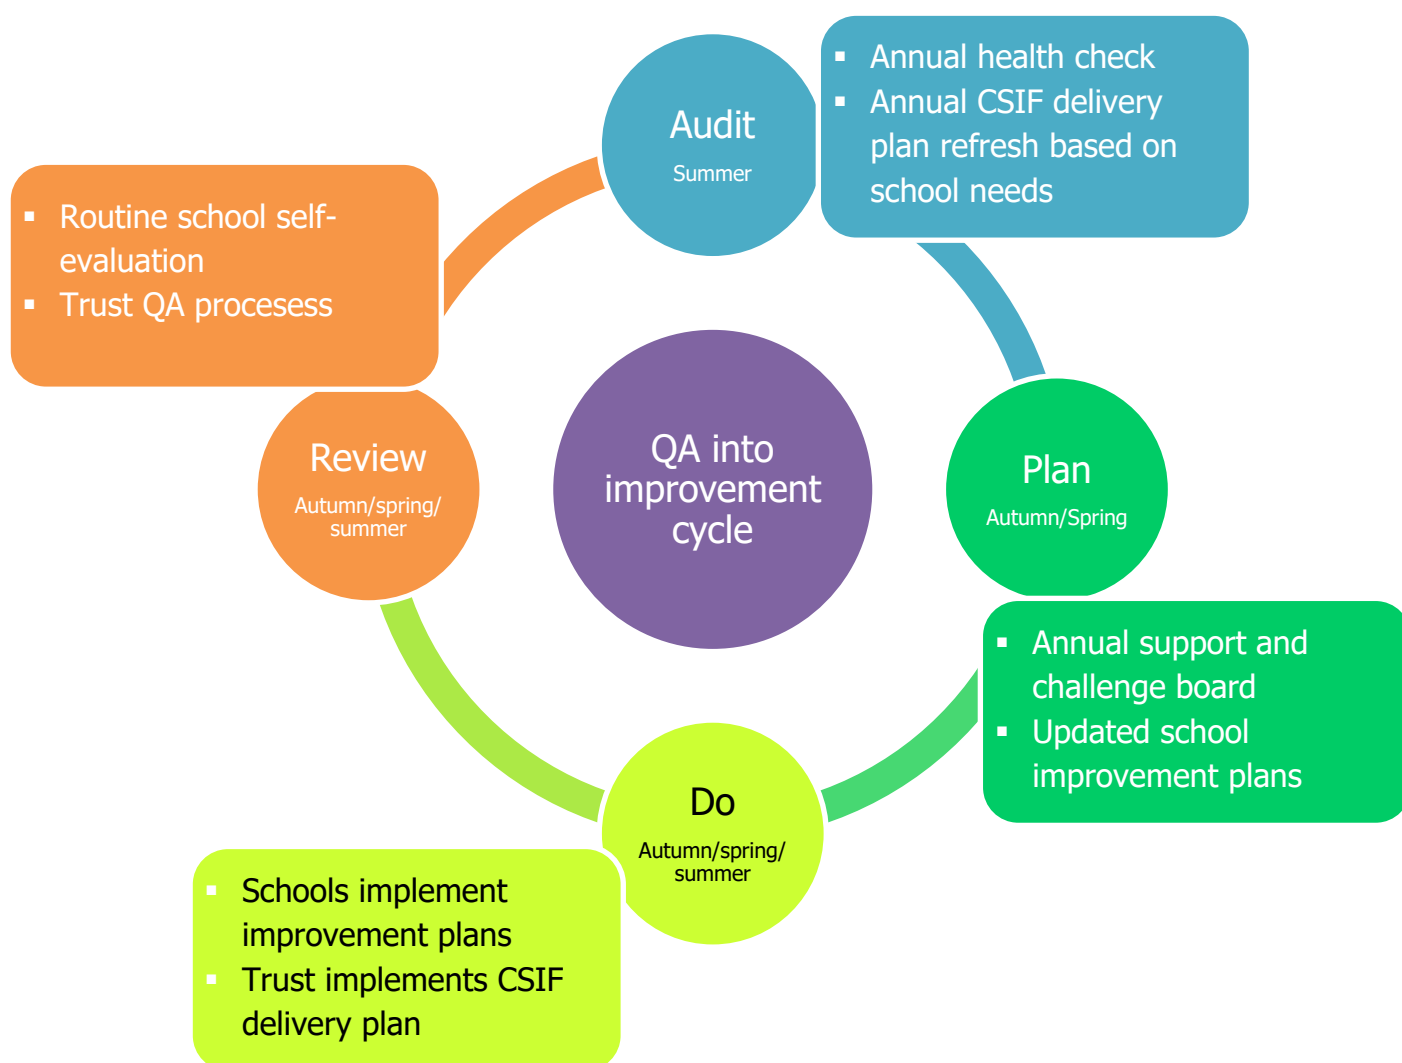 Audit
Summer
▪ Annual health check
▪ Annual CSIF delivery
plan refresh based on
school needs
▪ Routine school self-
evaluation
▪ Trust QA procesess
Review
Autumn/spring/
summer
QA into
improvement
cycle
Plan
Autumn/Spring
▪ Annual support and
challenge board
▪ Updated school
improvement plans
Do
Autumn/spring/
summer
▪ Schools implement
improvement plans
▪ Trust implements CSIF
delivery plan